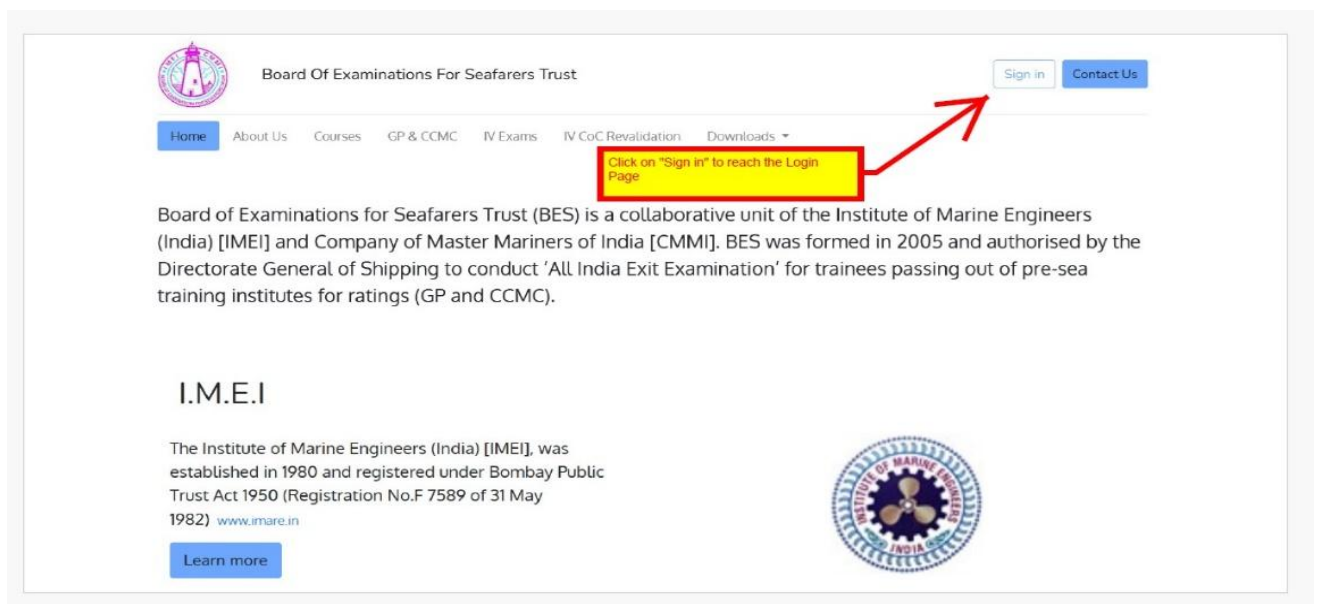 Board Of Examinations For Seafarers Trust
Sign in
Contact Us
Home
About Us
Courses
GP & CCMC
IV Exams
IV CoC Revalidation
Downloads
Click on "Sign in" to reach the Login
Page
Board of Examinations for Seafarers Trust (BES) is a collaborative unit of the Institute of Marine Engineers
(India) [IMEI] and Company of Master Mariners of India [CMMI]. BES was formed in 2005 and authorised by the
Directorate General of Shipping to conduct ‘All India Exit Examination’ for trainees passing out of pre-sea
training institutes for ratings (GP and CCMC).
I.M.E.I
The Institute of Marine Engineers (India) [IMEI], was
established in 1980 and registered under Bombay Public
Trust Act 1950 (Registration No.F 7589 of 31 May
1982) www.imare.in
Learn more
INSTITUTE OF MARINE ENGINEERS
INDIA